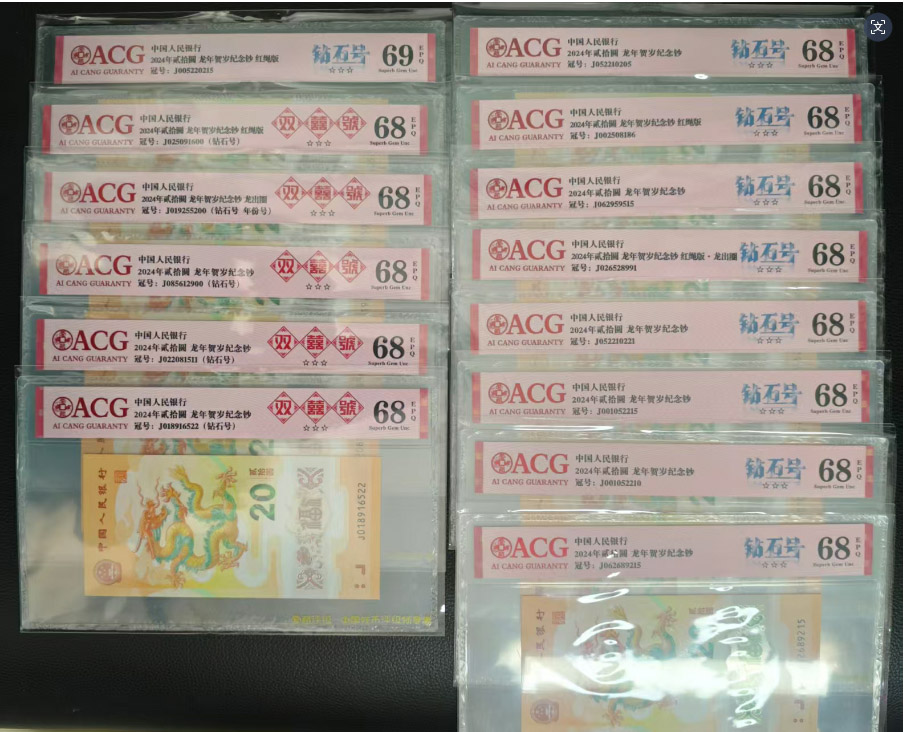 ACG
AI CANG GUARANTY
中国人民银行
2024年贰拾圆 龙年贺岁纪念钞 红绳版
冠号：J005220215
钻石号
☆☆☆
69
EPQ
Superb Gem Unc
ACG
AI CANG GUARANTY
中国人民银行
2024年贰拾圆 龙年贺岁纪念钞 红绳版
冠号：J025091600（钻石号）
双囍號
☆☆☆
68
EPQ
Superb Gem Unc
ACG
AI CANG GUARANTY
中国人民银行
2024年贰拾圆 龙年贺岁纪念钞 龙出圈
冠号：J019255200（钻石号 年份号）
双囍號
☆☆☆
68
EPQ
Superb Gem Unc
ACG
AI CANG GUARANTY
中国人民银行
2024年贰拾圆 龙年贺岁纪念钞
冠号：J085612900（钻石号）
双囍號
☆☆☆
68
EPQ
Superb Gem Unc
ACG
AI CANG GUARANTY
中国人民银行
2024年贰拾圆 龙年贺岁纪念钞
冠号：J022081511（钻石号）
双囍號
☆☆☆
68
EPQ
Superb Gem Unc
ACG
AI CANG GUARANTY
中国人民银行
2024年贰拾圆 龙年贺岁纪念钞
冠号：J018916522（钻石号）
双囍號
☆☆☆
68
EPQ
Superb Gem Unc
中國人民銀行
20
贰拾圆
福
J018916522
ACG
AI CANG GUARANTY
中国人民银行
2024年贰拾圆 龙年贺岁纪念钞
冠号：J052210205
钻石号
☆☆☆
68
EPQ
Superb Gem Unc
ACG
AI CANG GUARANTY
中国人民银行
2024年贰拾圆 龙年贺岁纪念钞 红绳版
冠号：J002508186
钻石号
☆☆☆
68
EPQ
Superb Gem Unc
ACG
AI CANG GUARANTY
中国人民银行
2024年贰拾圆 龙年贺岁纪念钞
冠号：J062959515
钻石号
☆☆☆
68
EPQ
Superb Gem Unc
ACG
AI CANG GUARANTY
中国人民银行
2024年贰拾圆 龙年贺岁纪念钞 红绳版·龙出圈
冠号：J026528991
钻石号
☆☆☆
68
EPQ
Superb Gem Unc
ACG
AI CANG GUARANTY
中国人民银行
2024年贰拾圆 龙年贺岁纪念钞
冠号：J052210221
钻石号
☆☆☆
68
EPQ
Superb Gem Unc
ACG
AI CANG GUARANTY
中国人民银行
2024年贰拾圆 龙年贺岁纪念钞
冠号：J001052215
钻石号
☆☆☆
68
EPQ
Superb Gem Unc
ACG
AI CANG GUARANTY
中国人民银行
2024年贰拾圆 龙年贺岁纪念钞
冠号：J001052210
钻石号
☆☆☆
68
EPQ
Superb Gem Unc
ACG
AI CANG GUARANTY
中国人民银行
2024年贰拾圆 龙年贺岁纪念钞
冠号：J062689215
钻石号
☆☆☆
68
EPQ
Superb Gem Unc
中國人民銀行
2689215